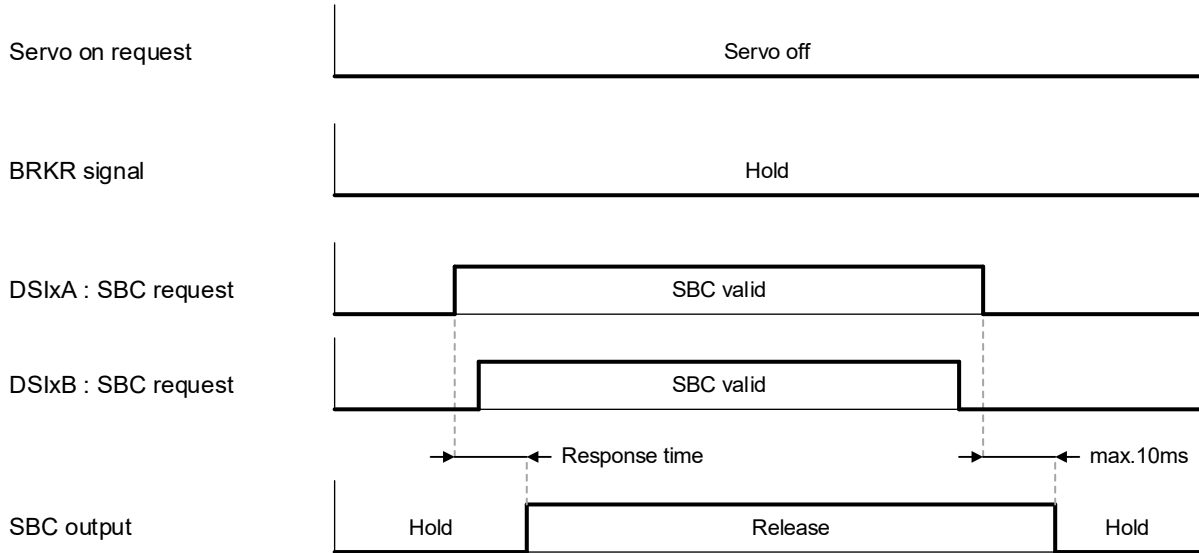 Servo on request
Servo off
BRKR signal
Hold
DSIxA : SBC request
SBC valid
DSIxB : SBC request
SBC valid
Response time
max.10ms
SBC output
Hold
Release
Hold